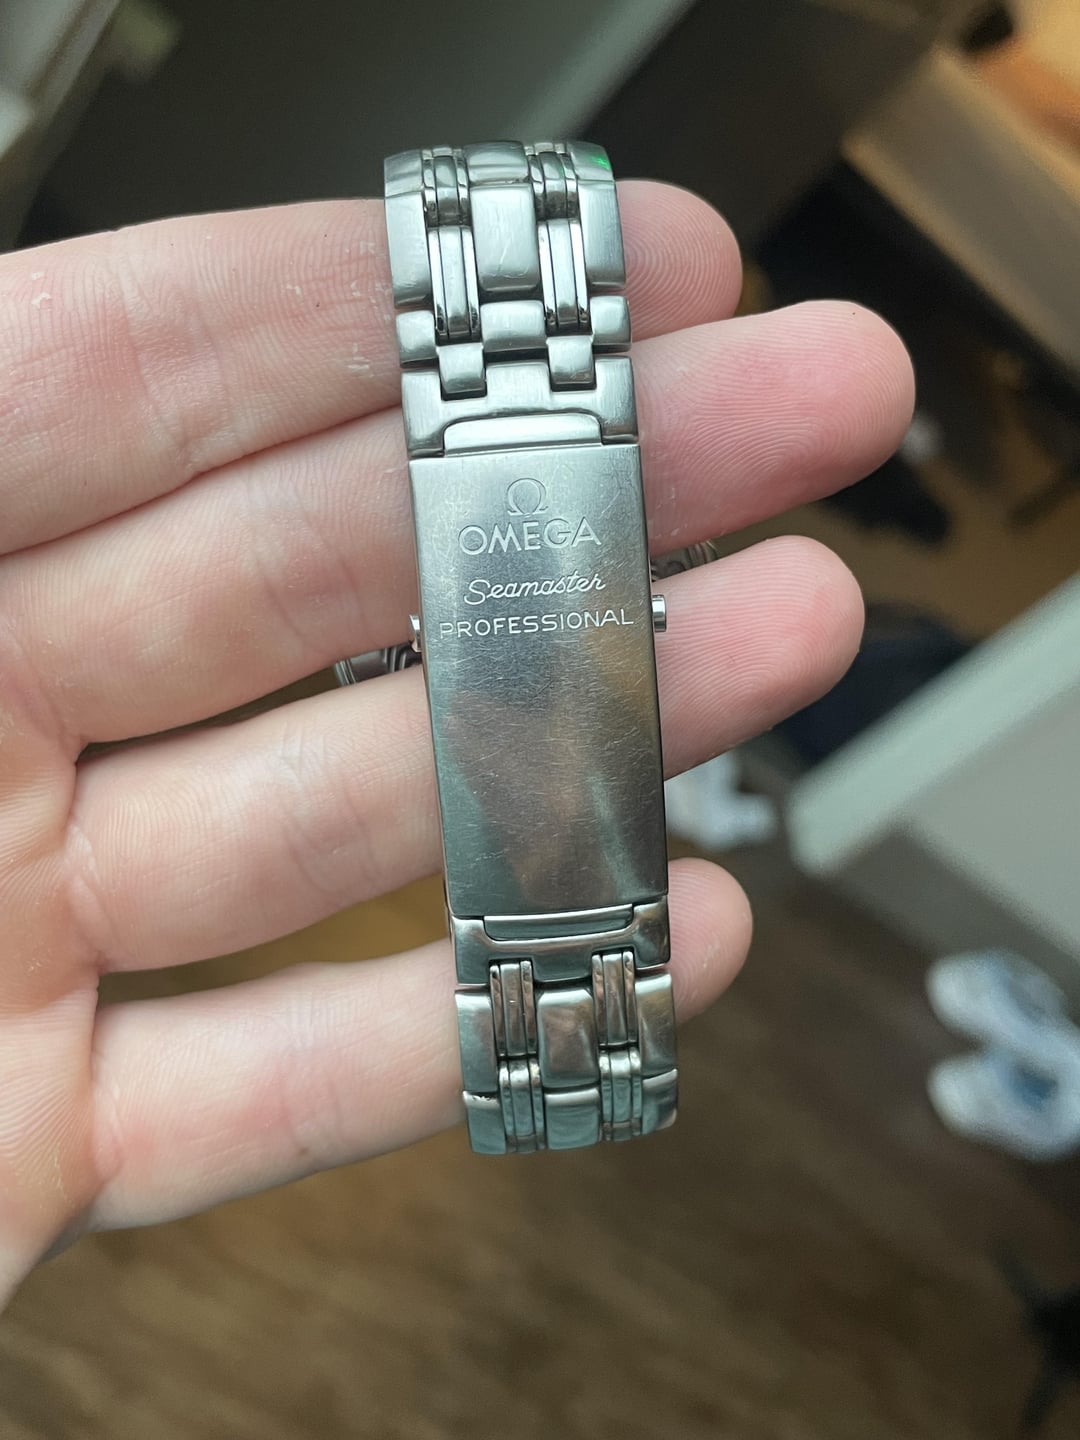 Ω
OMEGA
Seamaster
PROFESSIONAL